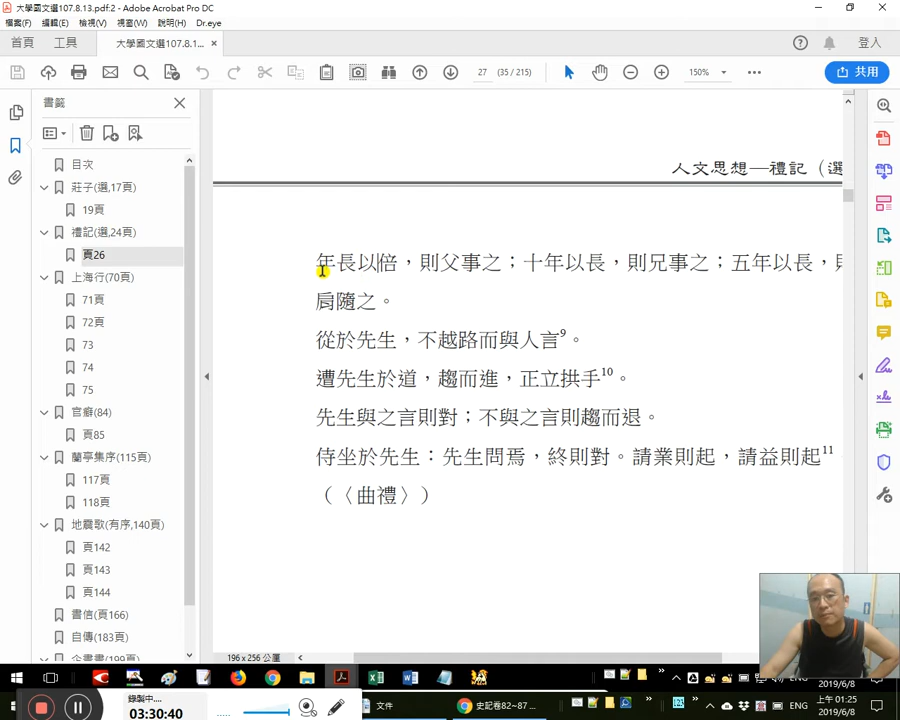 大學國文選107.8.13.pdf:2 - Adobe Acrobat Pro DC
檔案(F) 編輯(E) 檢視(V) 視窗(W) 說明(H) Dr.eye
首頁 工具 大學國文選107.8.1... × 登入
27 (35 / 215) 150% 共用
書籤
目次
莊子(選,17頁)
19頁
禮記(選,24頁)
頁26
上海行(70頁)
71頁
72頁
73
74
75
官癖(84)
頁85
蘭亭集序(115頁)
117頁
118頁
地震歌(有序,140頁)
頁142
頁143
頁144
書信(頁166)
自傳(183頁)
企畫書(199頁)
人文思想—禮記（選
年長以倍，則父事之；十年以長，則兄事之；五年以長，則
肩隨之。
從於先生，不越路而與人言9。
遭先生於道，趨而進，正立拱手10。
先生與之言則對；不與之言則趨而退。
侍坐於先生：先生問焉，終則對。請業則起，請益則起11
（〈曲禮〉）
196 x 256 公釐
ENG 2019/6/8
錄製中...
03:30:40
文件 史記卷82~87 ... ENG 上午 01:25
2019/6/8